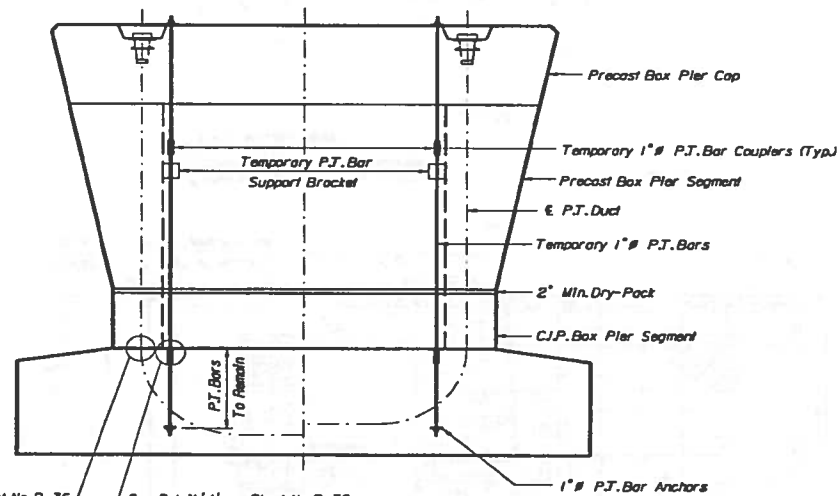 Precast Box Pier Cap
Temporary 1"Ø P.T. Bar Couplers (Typ.)
Temporary P.T. Bar
Support Bracket
Precast Box Pier Segment
℄ P.T. Duct
Temporary 1"Ø P.T. Bars
2" Min. Dry-Pack
C.I.P. Box Pier Segment
P.T. Bars
To Remain
1"Ø P.T. Bar Anchors